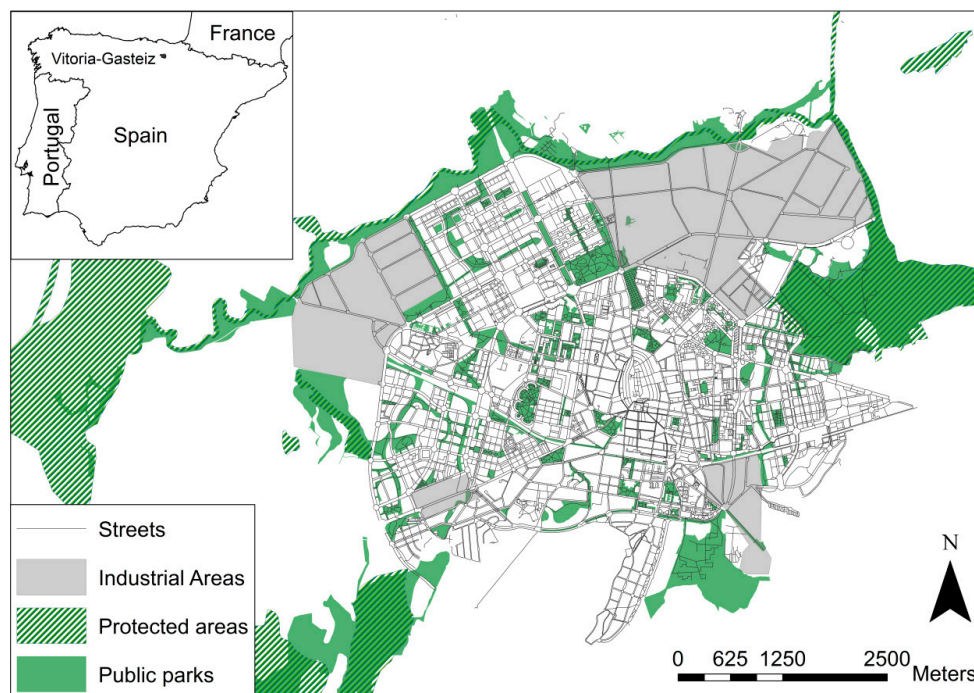 France
Vitoria-Gasteiz
Portugal
Spain
Streets
Industrial Areas
Protected areas
Public parks
N
0 625 1250 2500
Meters